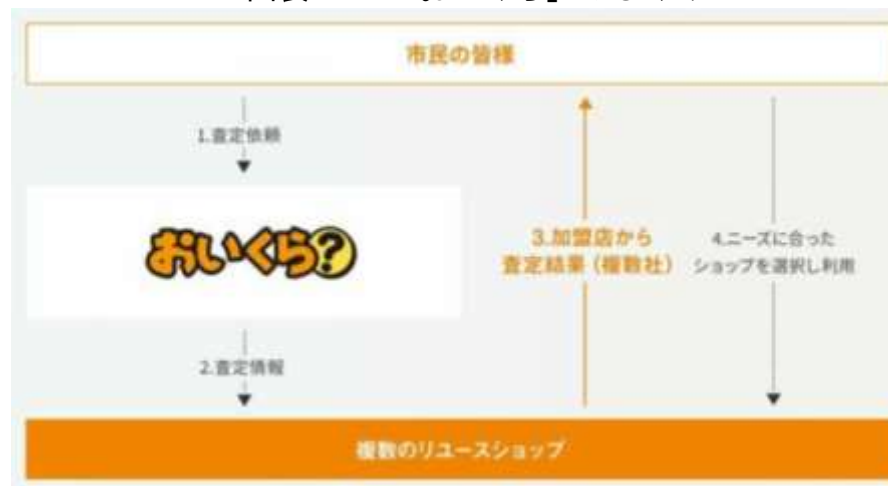 市民の皆様
1.査定依頼
おいくら?
3.加盟店から
査定結果(複数社)
4.ニーズに合った
ショップを選択し利用
2.査定情報
複数のリユースショップ